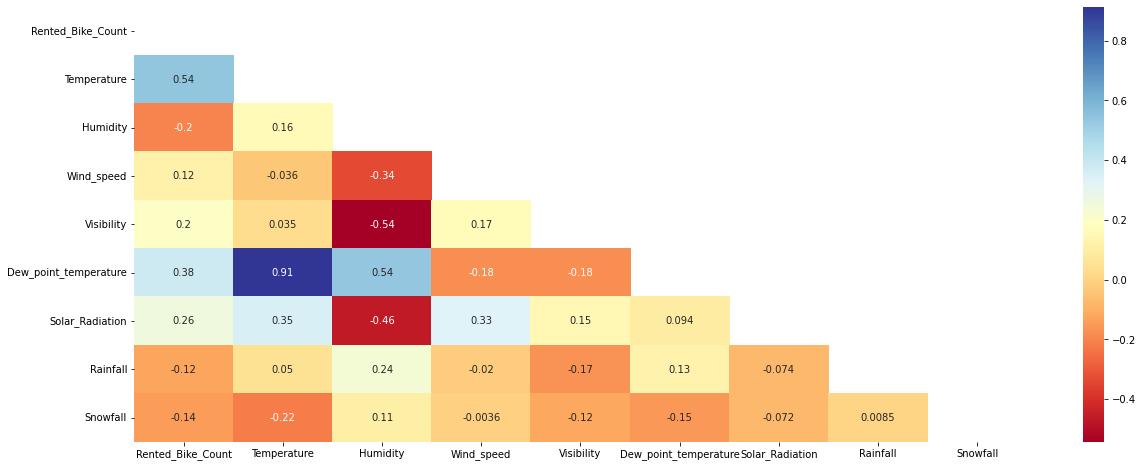 Rented_Bike_Count
Temperature 0.54
Humidity -0.2 0.16
Wind_speed 0.12 -0.036 -0.34
Visibility 0.2 0.035 -0.54 0.17
Dew_point_temperature 0.38 0.91 0.54 -0.18 -0.18
Solar_Radiation 0.26 0.35 -0.46 0.33 0.15 0.094
Rainfall -0.12 0.05 0.24 -0.02 -0.17 0.13 -0.074
Snowfall -0.14 -0.22 0.11 -0.0036 -0.12 -0.15 -0.072 0.0085
Rented_Bike_Count Temperature Humidity Wind_speed Visibility Dew_point_temperature Solar_Radiation Rainfall Snowfall
0.8
0.6
0.4
0.2
0.0
−0.2
−0.4